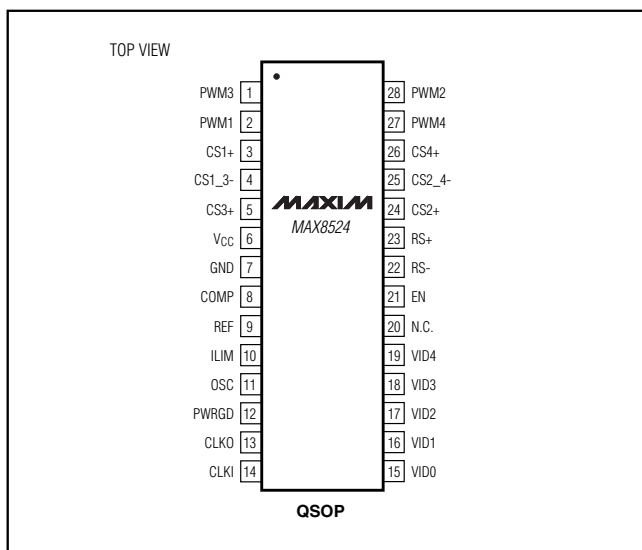 TOP VIEW
PWM3 1
28 PWM2
PWM1 2
27 PWM4
CS1+ 3
26 CS4+
CS1_3- 4
25 CS2_4-
CS3+ 5
MAXIM
24 CS2+
VCC 6
MAX8524
23 RS+
GND 7
22 RS-
COMP 8
21 EN
REF 9
20 N.C.
ILIM 10
19 VID4
OSC 11
18 VID3
PWRGD 12
17 VID2
CLKO 13
16 VID1
CLKI 14
15 VID0
QSOP